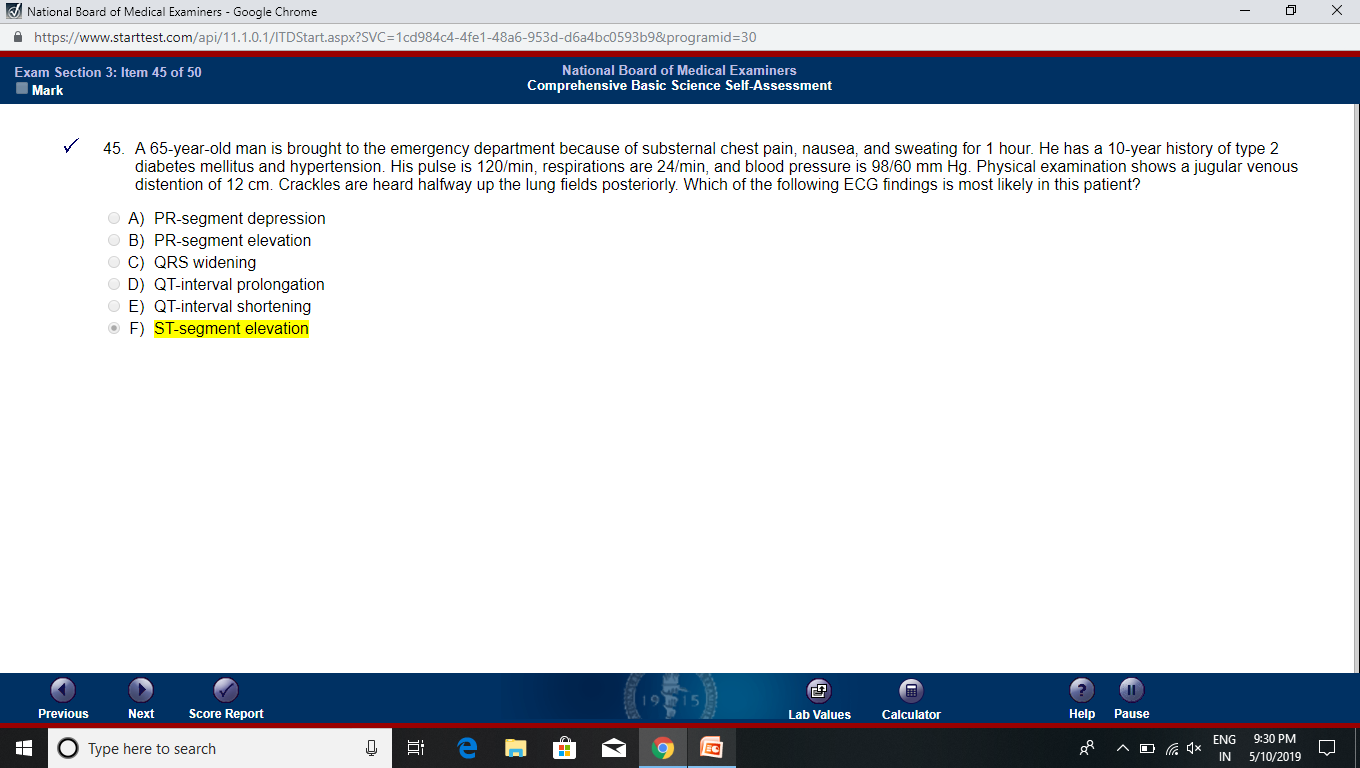 National Board of Medical Examiners - Google Chrome
https://www.starttest.com/api/11.1.0.1/ITDStart.aspx?SVC=1cd984c4-4fe1-48a6-953d-d6a4bc0593b9&programid=30
Exam Section 3: Item 45 of 50
National Board of Medical Examiners
Mark
Comprehensive Basic Science Self-Assessment
45. A 65-year-old man is brought to the emergency department because of substernal chest pain, nausea, and sweating for 1 hour. He has a 10-year history of type 2
diabetes mellitus and hypertension. His pulse is 120/min, respirations are 24/min, and blood pressure is 98/60 mm Hg. Physical examination shows a jugular venous
distention of 12 cm. Crackles are heard halfway up the lung fields posteriorly. Which of the following ECG findings is most likely in this patient?
A) PR-segment depression
B) PR-segment elevation
C) QRS widening
D) QT-interval prolongation
E) QT-interval shortening
F) ST-segment elevation
19 15
Previous Next Score Report Lab Values Calculator Help Pause
Type here to search
ENG
IN
9:30 PM
5/10/2019